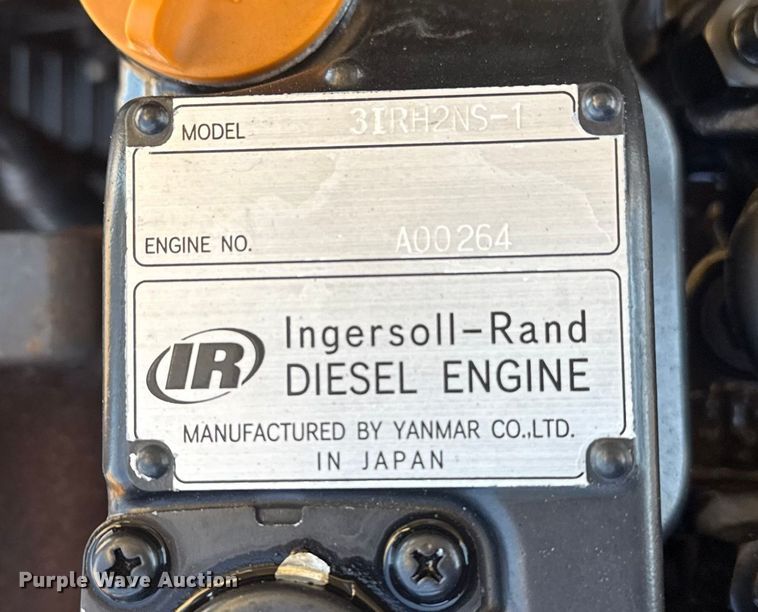 MODEL 3IRH2NS-1
ENGINE NO. A00264
IR
Ingersoll-Rand
DIESEL ENGINE
MANUFACTURED BY YANMAR CO.,LTD.
IN JAPAN
Purple Wave Auction